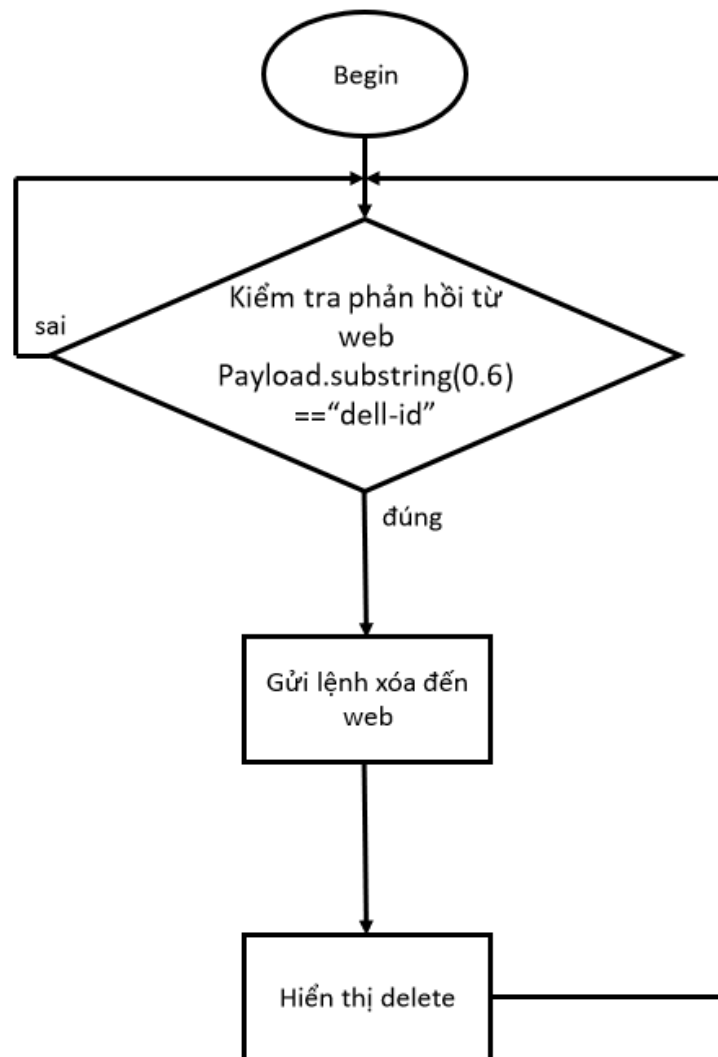 Begin
Kiểm tra phản hồi từ
web
sai
Payload.substring(0.6)
==“dell-id”
đúng
Gửi lệnh xóa đến
web
Hiển thị delete